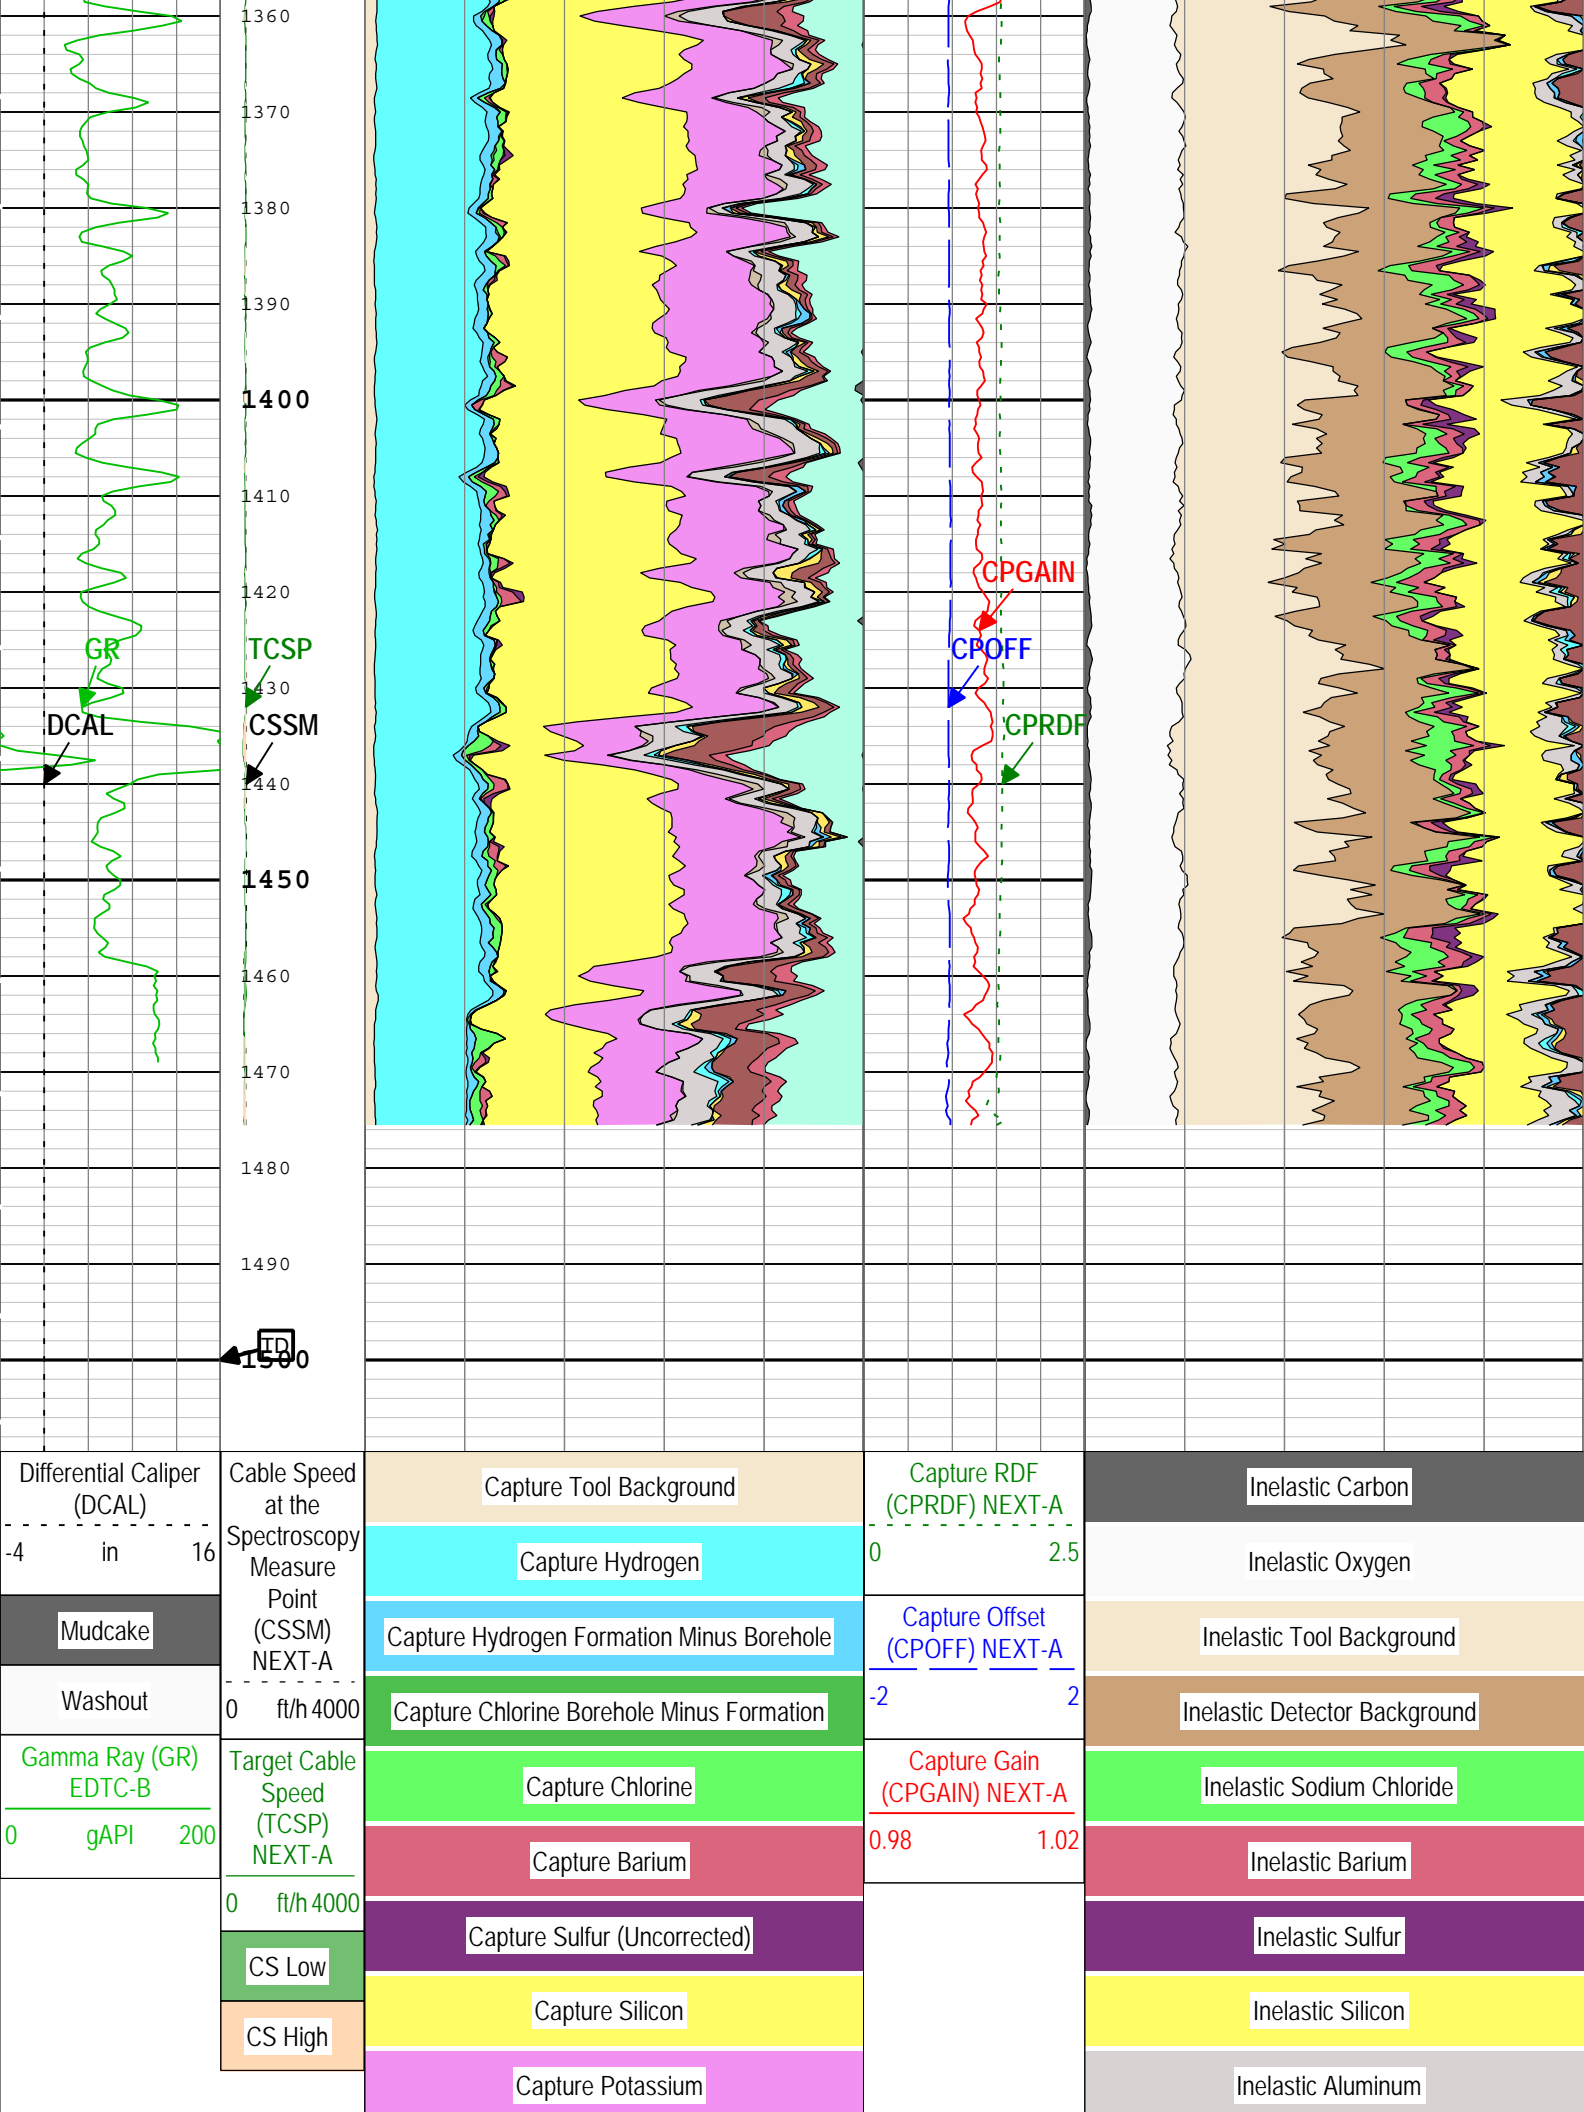 1360
1370
1380
1390
1400
1410
CPGAIN
1420
GR
TCSP
CPOFF
1430
DCAL
CSSM
CPRDF
1440
1450
1460
1470
1480
1490
TD
1500
Differential Caliper
(DCAL)
-4 in 16
Mudcake
Washout
Gamma Ray (GR)
EDTC-B
0 gAPI 200
Cable Speed
at the
Spectroscopy
Measure
Point
(CSSM)
NEXT-A
0 ft/h 4000
Target Cable
Speed
(TCSP)
NEXT-A
0 ft/h 4000
CS Low
CS High
Capture Tool Background
Capture Hydrogen
Capture Hydrogen Formation Minus Borehole
Capture Chlorine Borehole Minus Formation
Capture Chlorine
Capture Barium
Capture Sulfur (Uncorrected)
Capture Silicon
Capture Potassium
Capture RDF
(CPRDF) NEXT-A
0 2.5
Capture Offset
(CPOFF) NEXT-A
-2 2
Capture Gain
(CPGAIN) NEXT-A
0.98 1.02
Inelastic Carbon
Inelastic Oxygen
Inelastic Tool Background
Inelastic Detector Background
Inelastic Sodium Chloride
Inelastic Barium
Inelastic Sulfur
Inelastic Silicon
Inelastic Aluminum